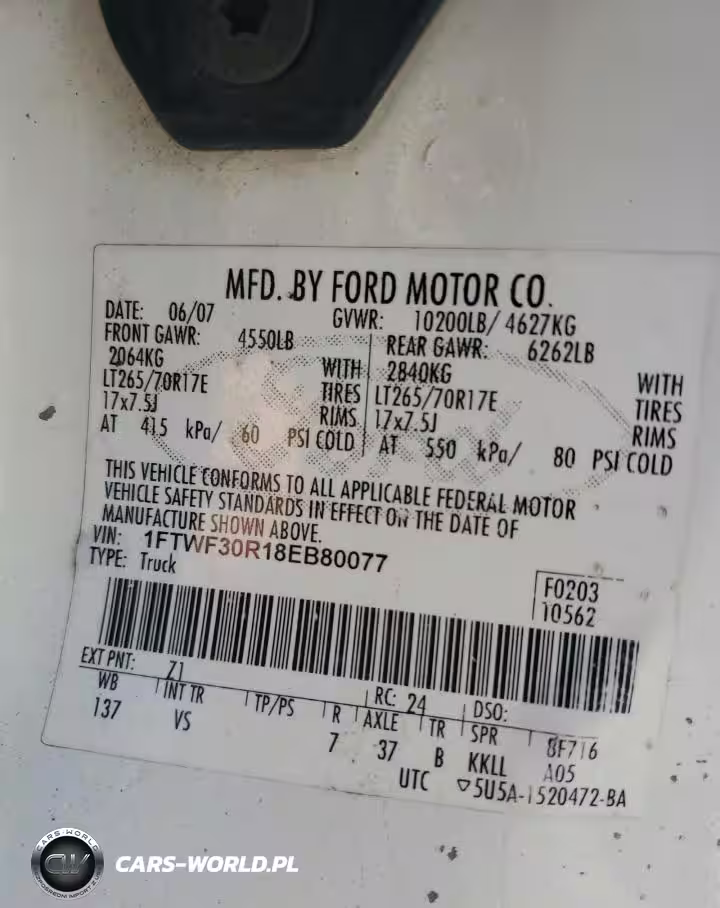 MFD. BY FORD MOTOR CO.
DATE: 06/07 GVWR: 10200LB/ 4627KG
FRONT GAWR: 4550LB REAR GAWR: 6262LB
2064KG WITH 2840KG WITH
LT265/70R17E TIRES LT265/70R17E TIRES
17x7.5J RIMS 17x7.5J RIMS
AT 415 kPa/ 60 PSI COLD AT 550 kPa/ 80 PSI COLD
THIS VEHICLE CONFORMS TO ALL APPLICABLE FEDERAL MOTOR
VEHICLE SAFETY STANDARDS IN EFFECT ON THE DATE OF
MANUFACTURE SHOWN ABOVE.
VIN: 1FTWF30R18EB80077
TYPE: Truck F0203
10562
EXT PNT: Z1 RC: 24 DSO:
WB INT TR TP/PS R AXLE TR SPR 8F716
137 VS 7 37 B KKLL A05
UTC ▽5U5A-1520472-BA
CARS-WORLD
CW
CARS-WORLD.PL